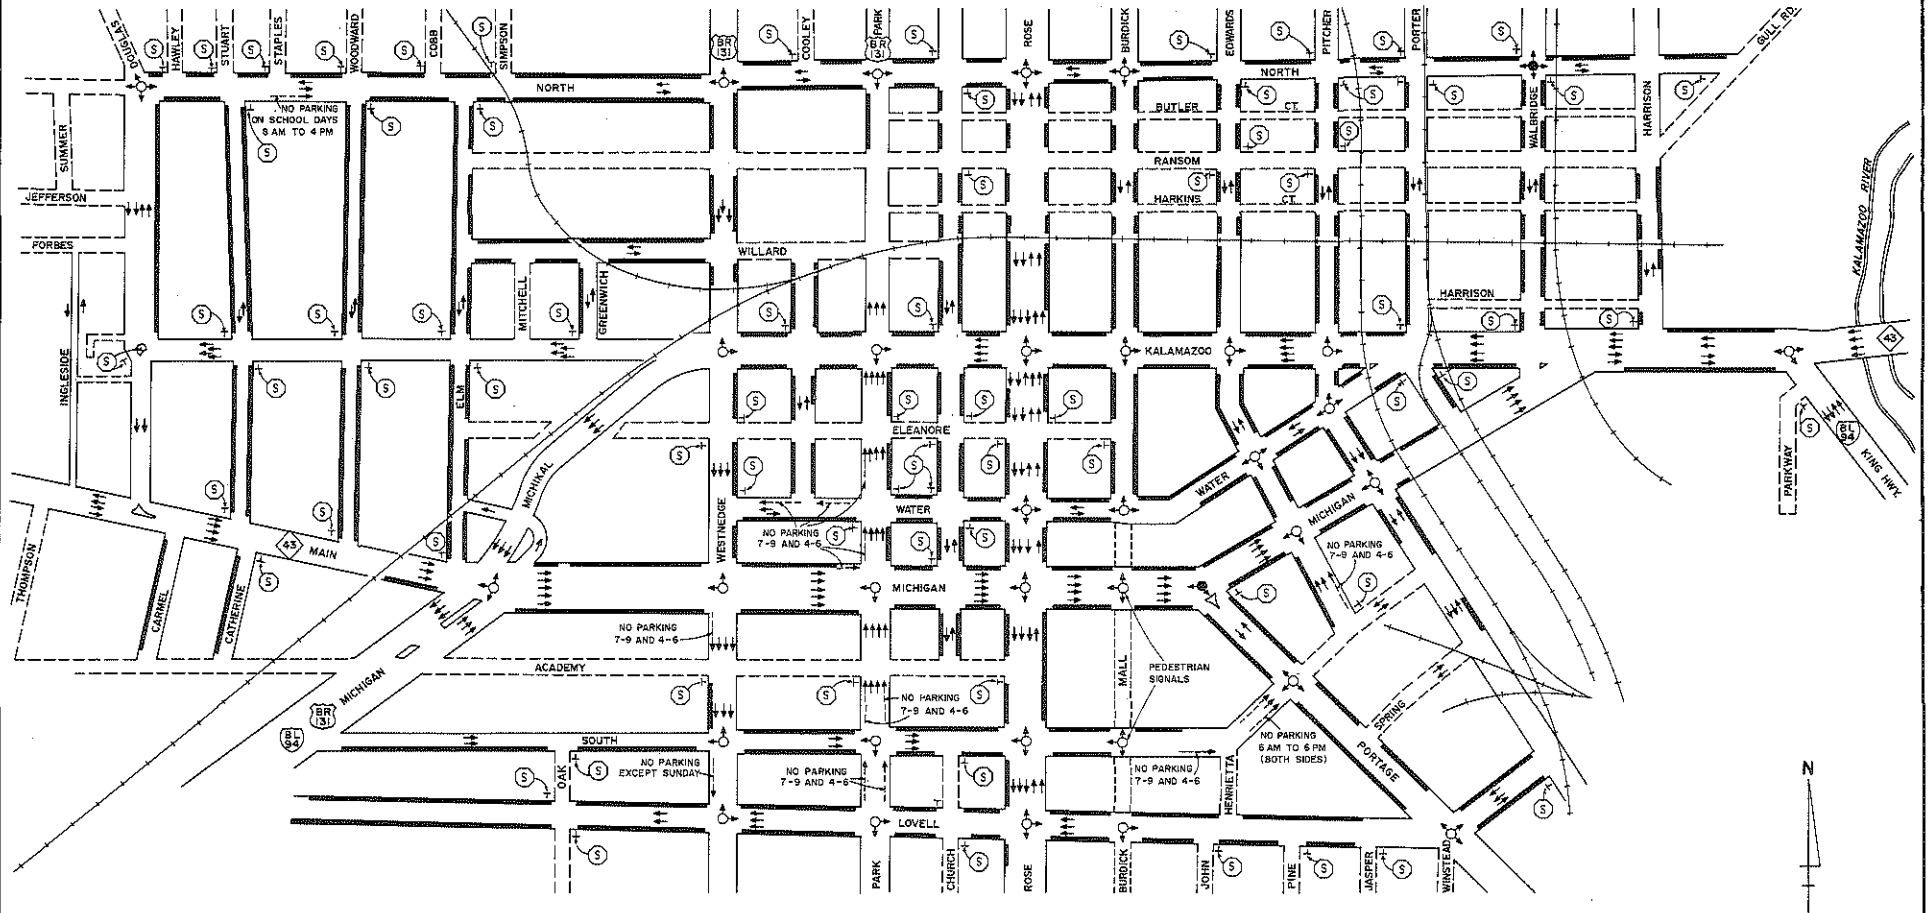 DOUGLAS
HAWLEY
STUART
STAPLES
WOODWARD
COBB
SIMPSON
COOLEY
PARK
ROSE
BURDICK
EDWARDS
PITCHER
PORTER
GULL RD.
S
S
S
S
S
S
S
S
S
S
S
S
BR
131
BR
131
NORTH
NORTH
NO PARKING
ON SCHOOL DAYS
8 AM TO 4 PM
S
S
S
S
S
S
S
S
S
S
BUTLER CT.
WALBRIDGE
HARRISON
SUMMER
S
S
RANSOM
JEFFERSON
S
S
S
HARKINS CT.
KALAMAZOO RIVER
FORBES
WILLARD
MITCHELL
GREENWICH
HARRISON
S
S
S
S
S
S
S
S
S
INGLESIDE
S
KALAMAZOO
43
S
S
ELM
S
S
S
S
S
S
S
ELEANORE
S
PARKWAY
BL
94
KING HWY.
S
S
S
S
S
MICHIKAL
WATER
S
S
WESTNEDGE
WATER
MICHIGAN
NO PARKING
7-9 AND 4-6
S
S
S
NO PARKING
7-9 AND 4-6
43
MAIN
S
S
THOMPSON
CARMEL
CATHERINE
MICHIGAN
S
S
NO PARKING
7-9 AND 4-6
ACADEMY
MALL
PEDESTRIAN
SIGNALS
MICHIGAN
S
S
NO PARKING
7-9 AND 4-6
S
BR
131
BL
94
SOUTH
SPRING
NO PARKING
6 AM TO 6 PM
(BOTH SIDES)
PORTAGE
S
OAK
S
NO PARKING
EXCEPT SUNDAY
NO PARKING
7-9 AND 4-6
S
NO PARKING
7-9 AND 4-6
HENRIETTA
N
S
LOVELL
S
PARK
CHURCH
S
ROSE
BURDICK
JOHN
S
PINE
S
JASPER
S
WINSTEAD